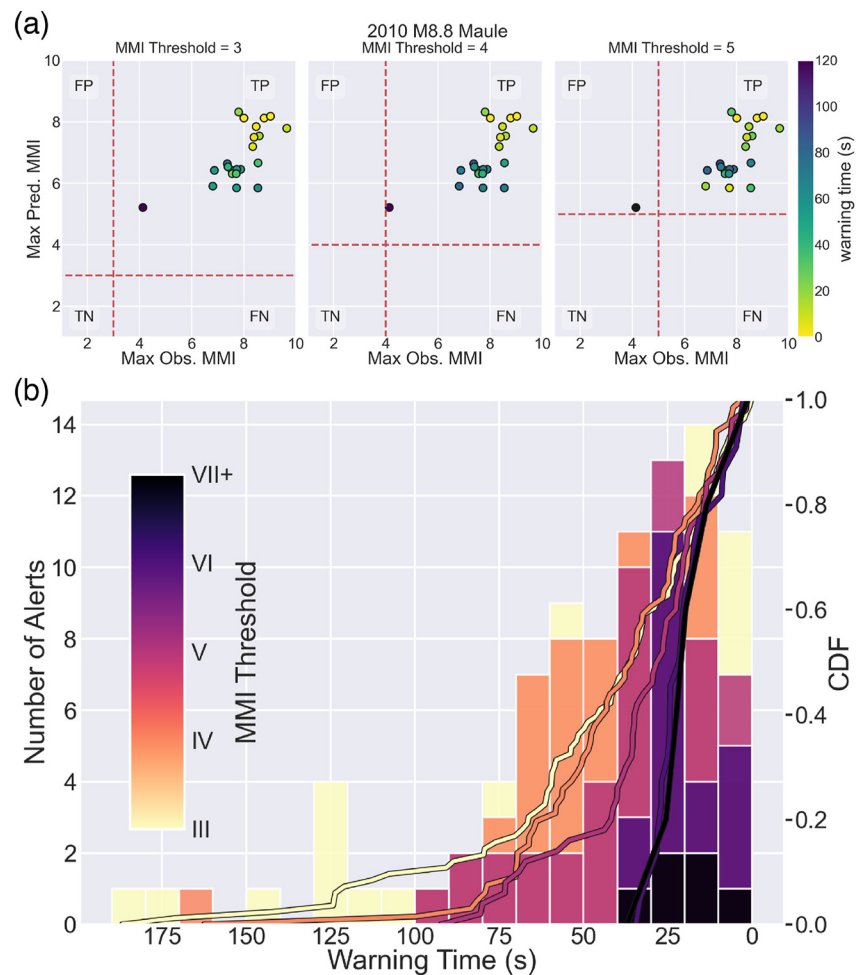 (a)
2010 M8.8 Maule
MMI Threshold = 3
MMI Threshold = 4
MMI Threshold = 5
FP TP
FP TP
FP TP
TN FN
TN FN
TN FN
10
8
6
4
2
Max Pred. MMI
2 4 6 8 10
2 4 6 8 10
2 4 6 8 10
Max Obs. MMI
Max Obs. MMI
Max Obs. MMI
120
100
80
60
40
20
0
warning time (s)
(b)
14
12
10
8
6
4
2
0
Number of Alerts
VII+
VI
V
IV
III
MMI Threshold
1.0
0.8
0.6
0.4
0.2
0.0
CDF
175 150 125 100 75 50 25 0
Warning Time (s)